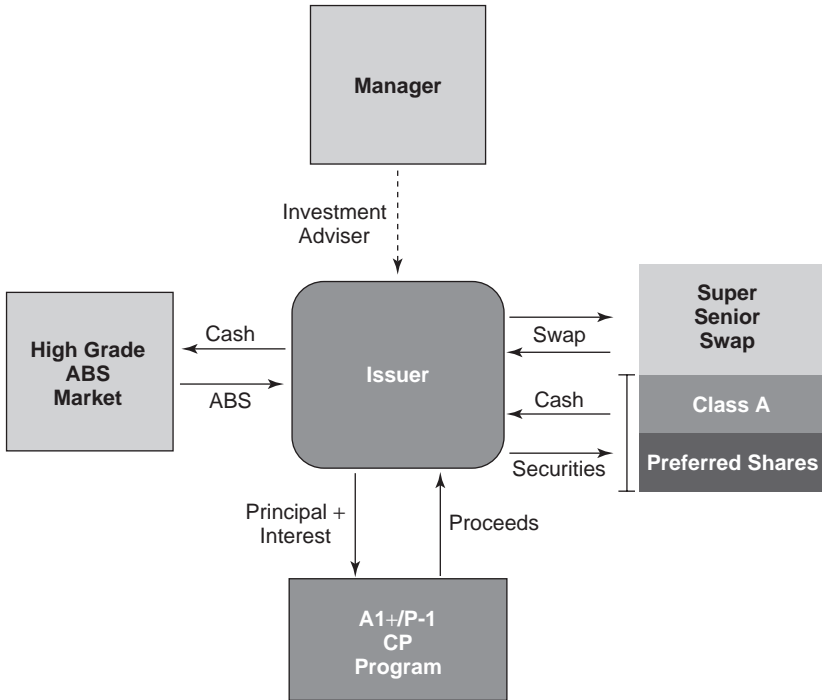 Manager
Investment
Adviser
High Grade
ABS
Market
Cash
ABS
Issuer
Swap
Cash
Securities
Super
Senior
Swap
Class A
Preferred Shares
Principal +
Interest
Proceeds
A1+/P-1
CP
Program